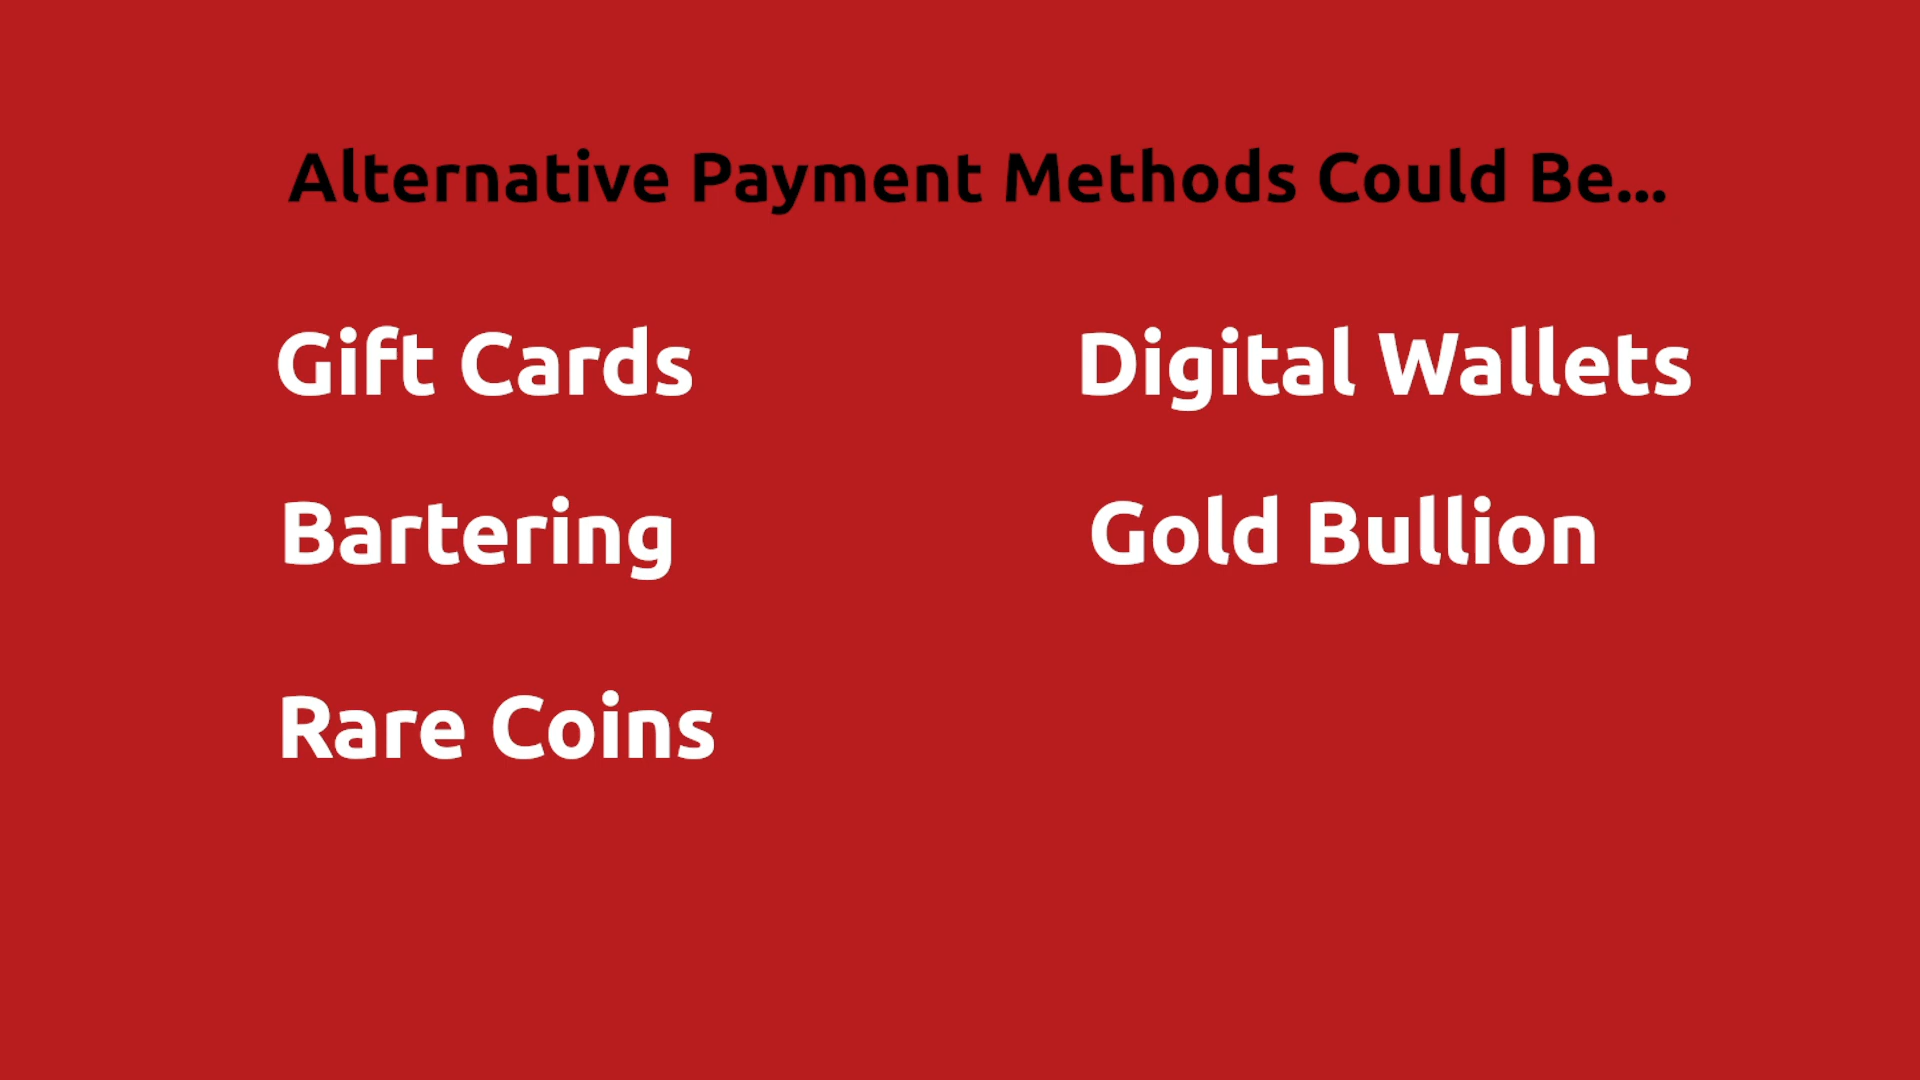 Alternative Payment Methods Could Be...
Gift Cards
Digital Wallets
Bartering
Gold Bullion
Rare Coins